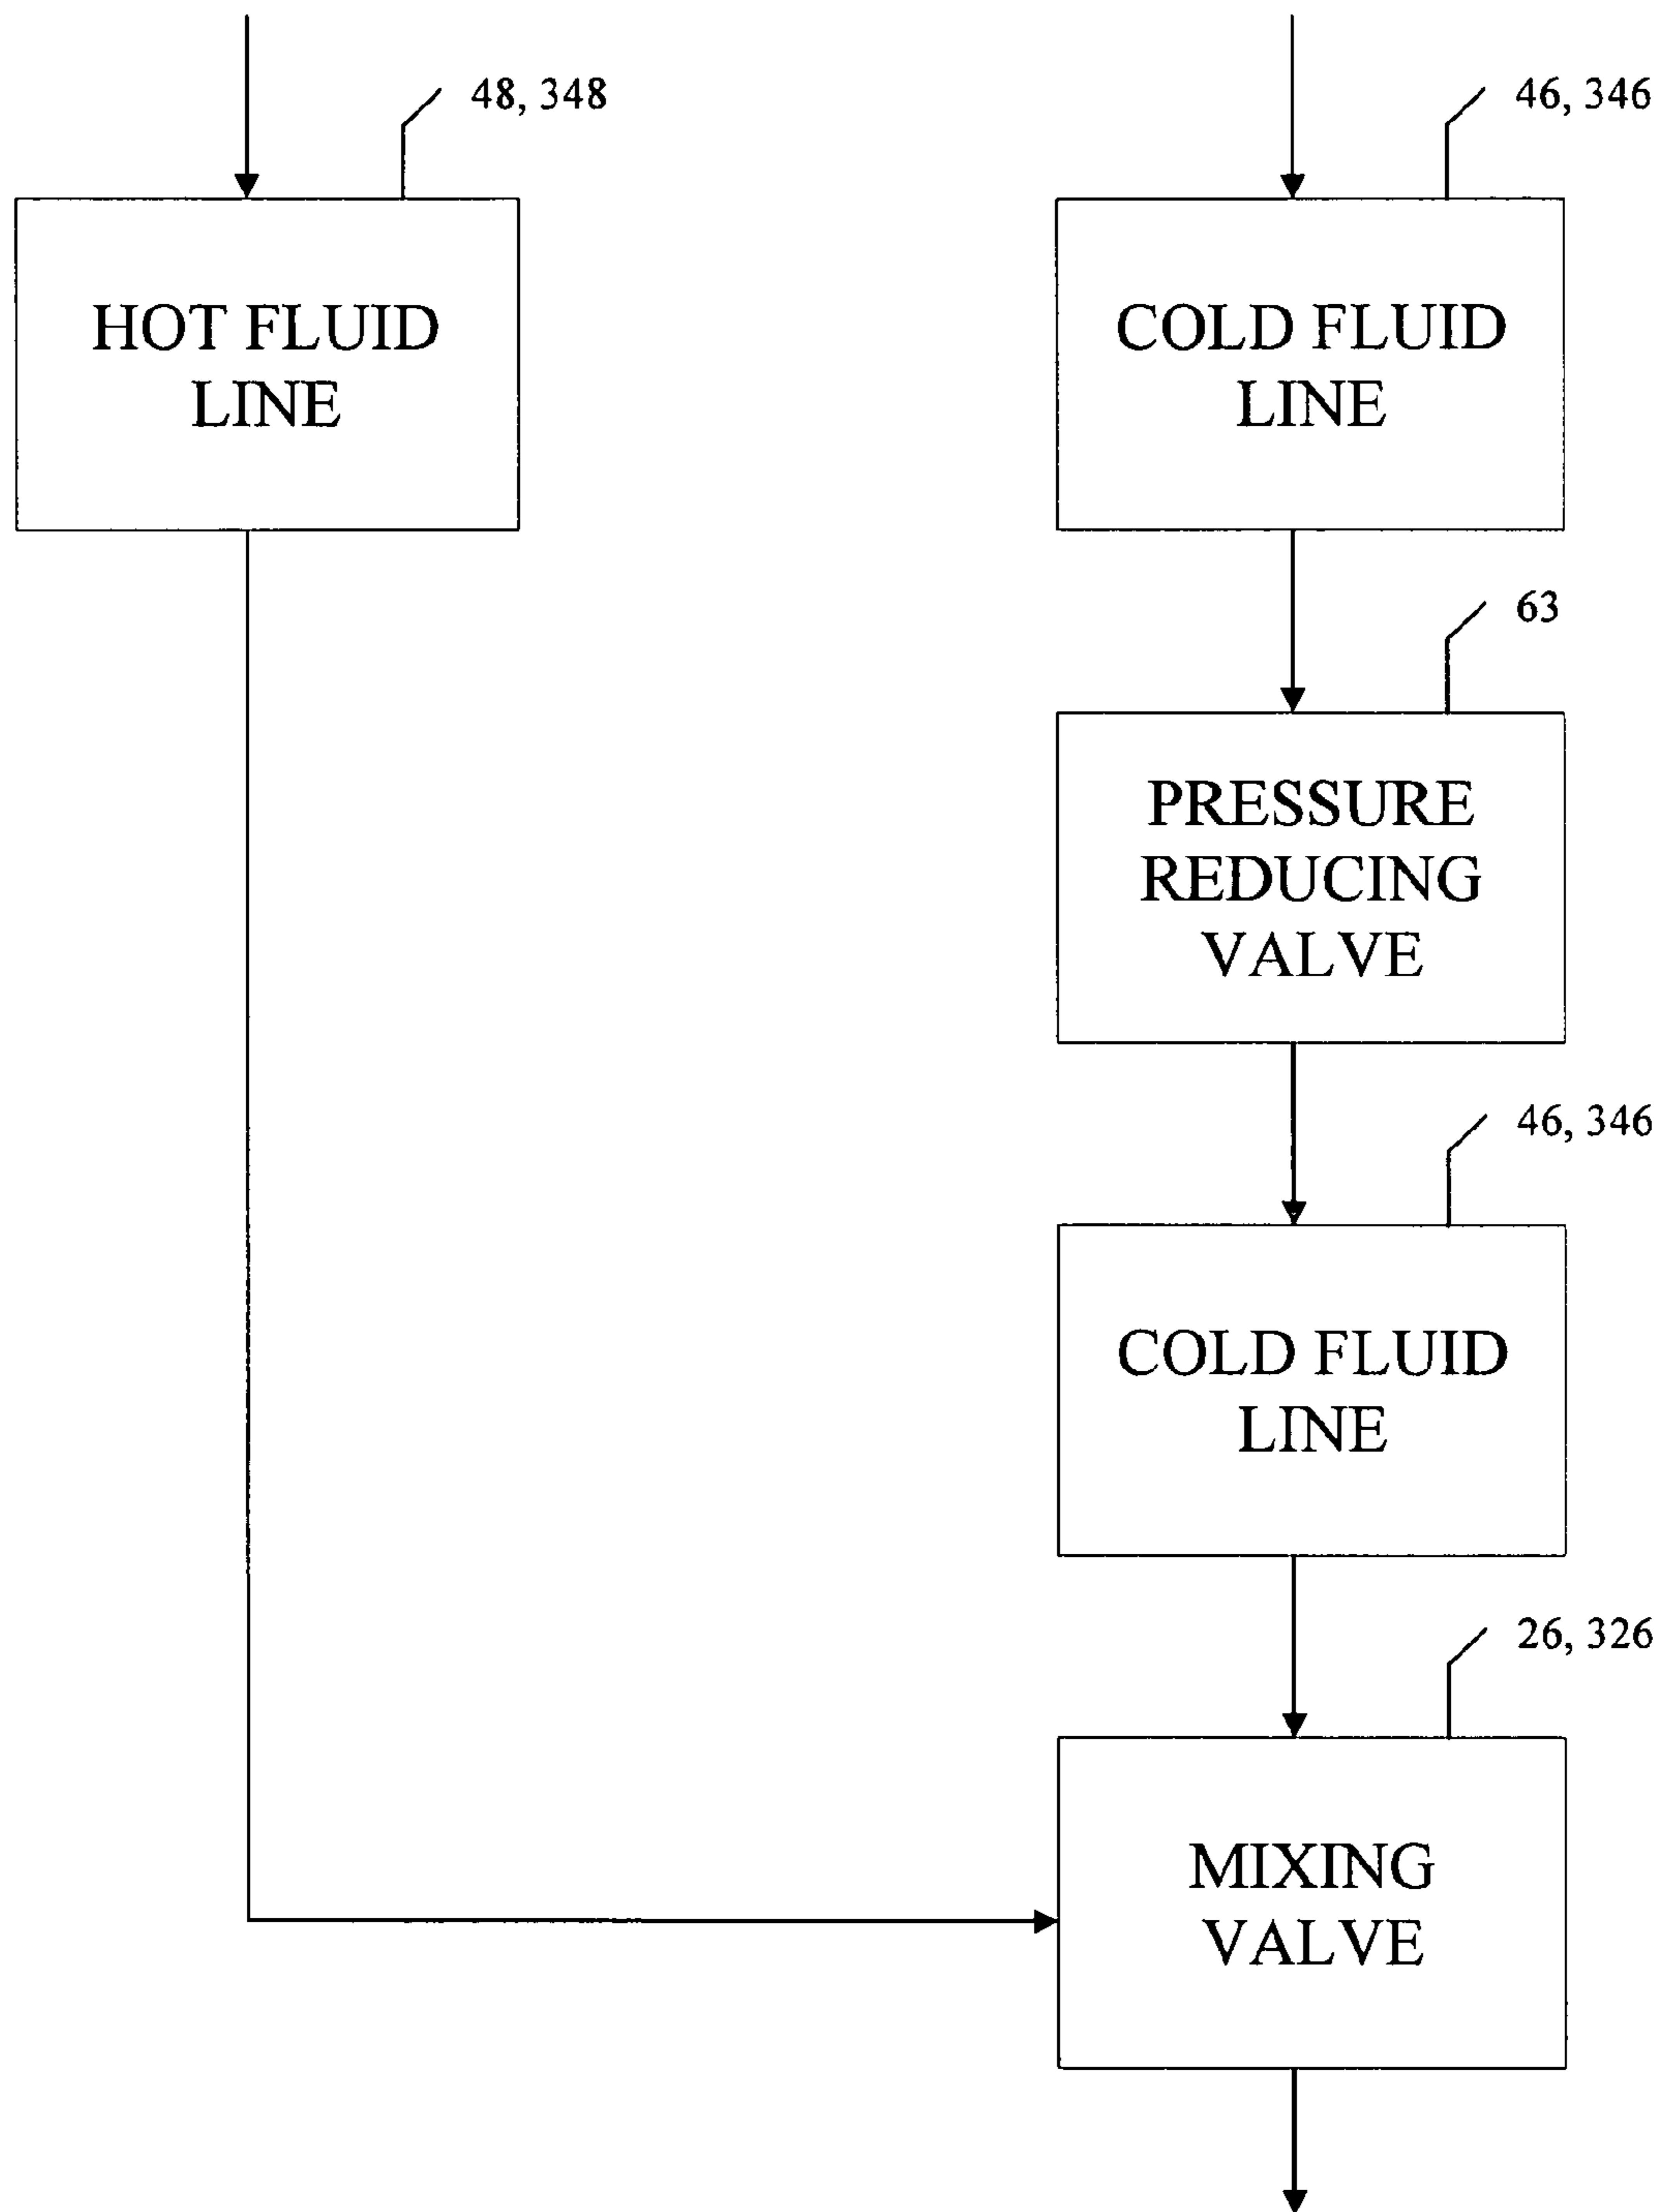 48, 348
46, 346
HOT FLUID
LINE
COLD FLUID
LINE
63
PRESSURE
REDUCING
VALVE
46, 346
COLD FLUID
LINE
26, 326
MIXING
VALVE